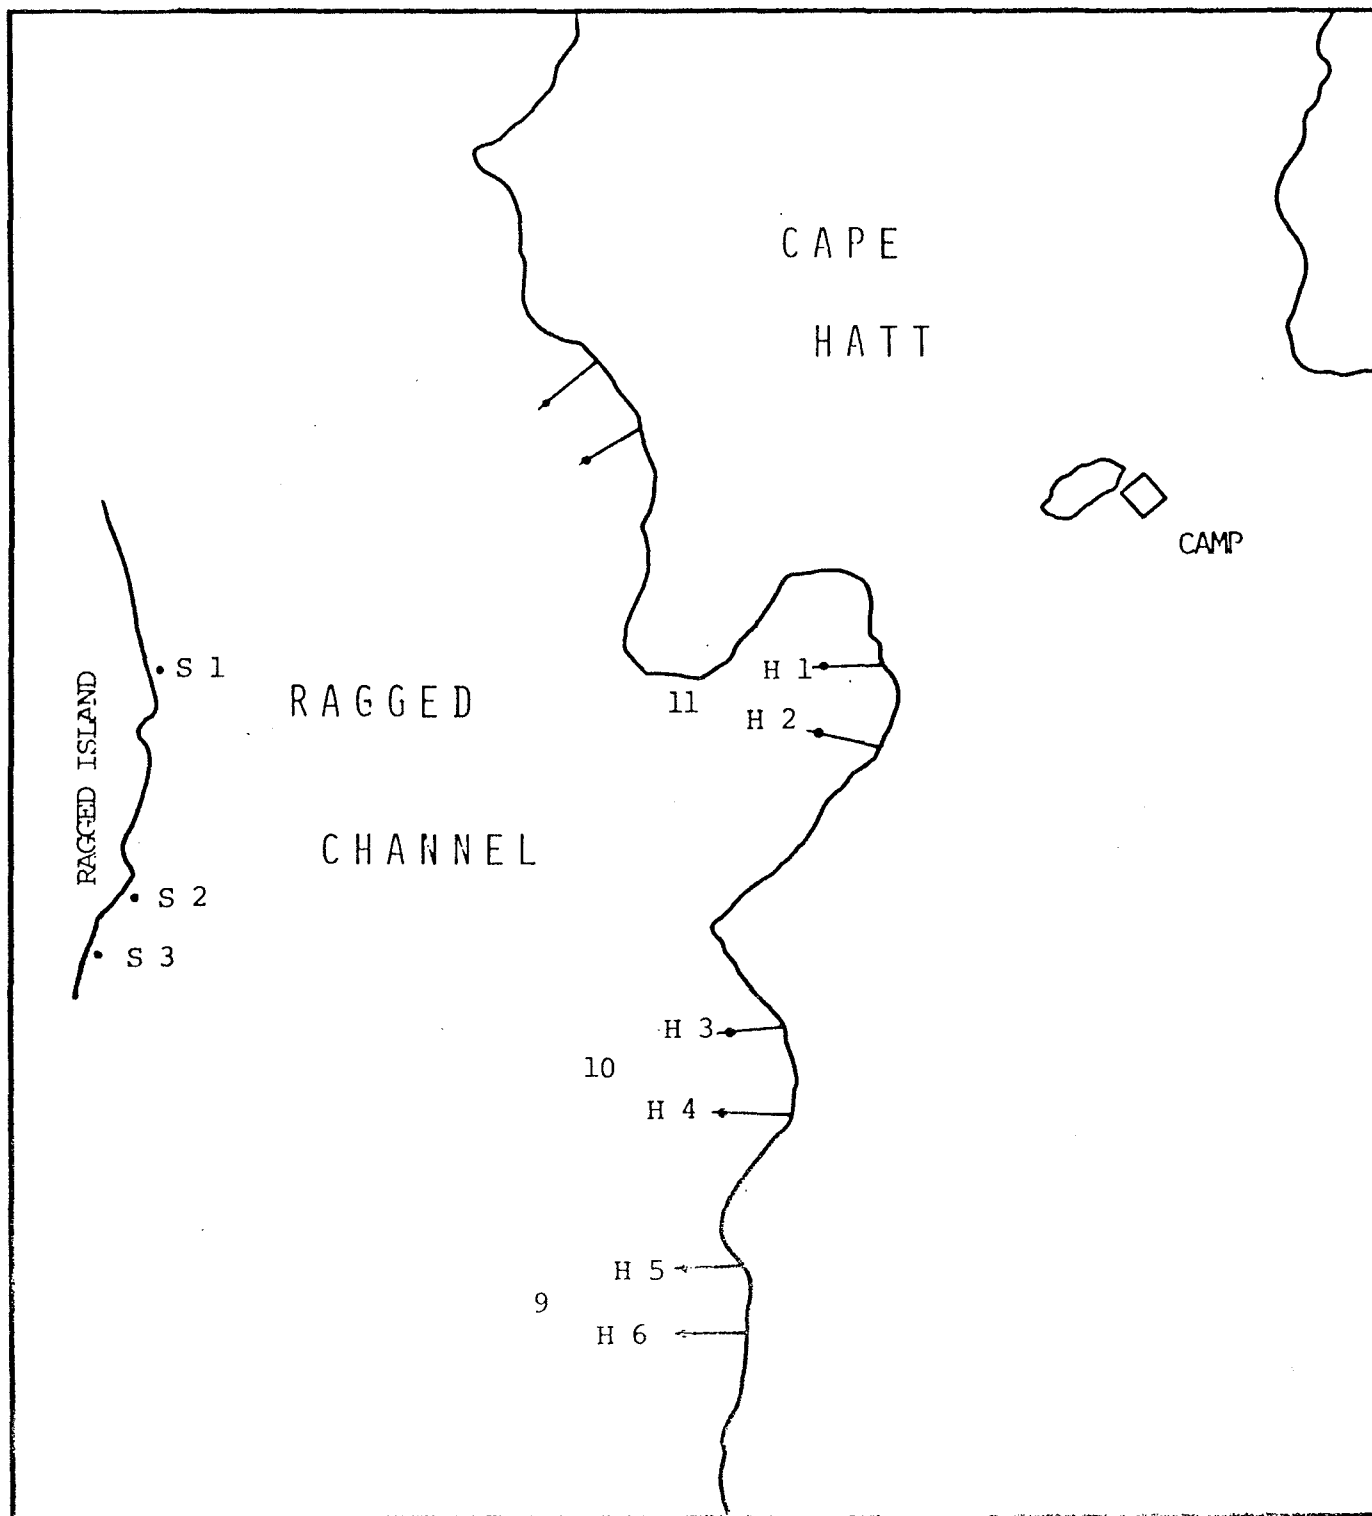 CAPE
HATT
CAMP
S 1
RAGGED ISLAND
RAGGED
H 1
11
H 2
CHANNEL
S 2
S 3
H 3
10
H 4
H 5
9
H 6